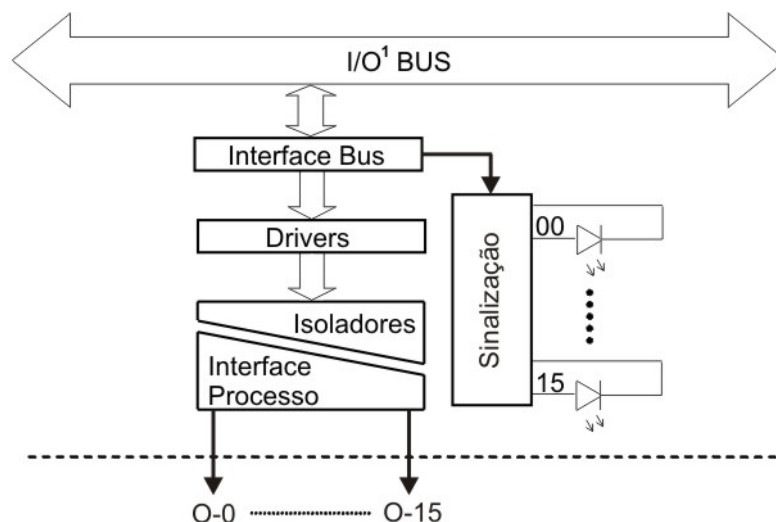 I/O¹ BUS
Interface Bus
Drivers
Isoladores
Interface
Processo
Sinalização
00
15
O-0 O-15